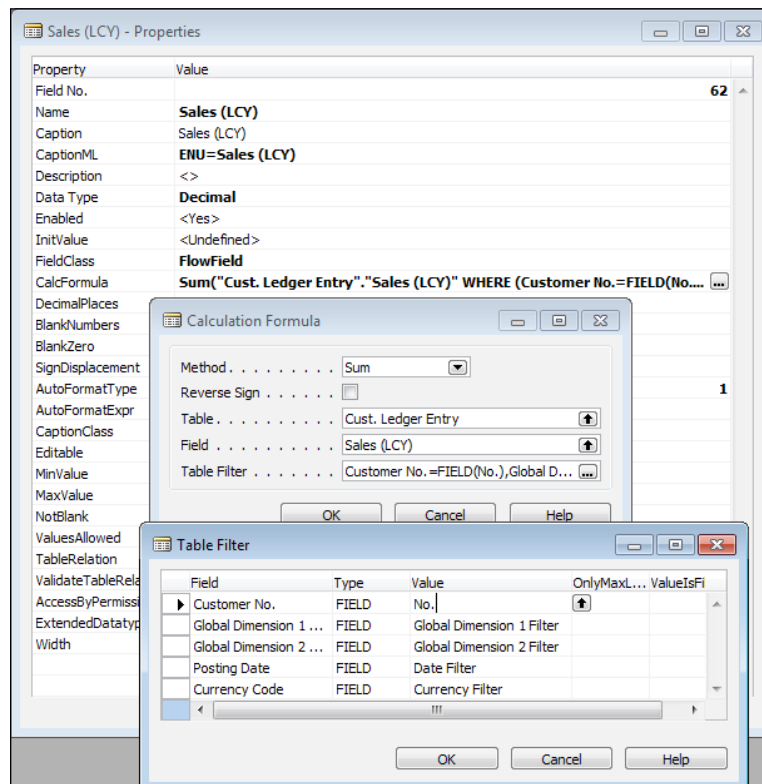 Sales (LCY) - Properties
Property Value
Field No. 62
Name Sales (LCY)
Caption Sales (LCY)
CaptionML ENU=Sales (LCY)
Description <>
Data Type Decimal
Enabled <Yes>
InitValue <Undefined>
FieldClass FlowField
CalcFormula Sum("Cust. Ledger Entry"."Sales (LCY)" WHERE (Customer No.=FIELD(No.... ...
DecimalPlaces
BlankNumbers
BlankZero
SignDisplacement
AutoFormatType 1
AutoFormatExpr
CaptionClass
Editable
MinValue
MaxValue
NotBlank
ValuesAllowed
TableRelation
ValidateTableRela
AccessByPermissi
ExtendedDatatyp
Width
Calculation Formula
Method. . . . . . . . . Sum
Reverse Sign . . . . . .
Table. . . . . . . . . . Cust. Ledger Entry
Field . . . . . . . . . . Sales (LCY)
Table Filter . . . . . . . Customer No.=FIELD(No.),Global D... ...
OK Cancel Help
Table Filter
Field Type Value OnlyMaxL... ValueIsFi
Customer No. FIELD No.
Global Dimension 1 ... FIELD Global Dimension 1 Filter
Global Dimension 2 ... FIELD Global Dimension 2 Filter
Posting Date FIELD Date Filter
Currency Code FIELD Currency Filter
OK Cancel Help